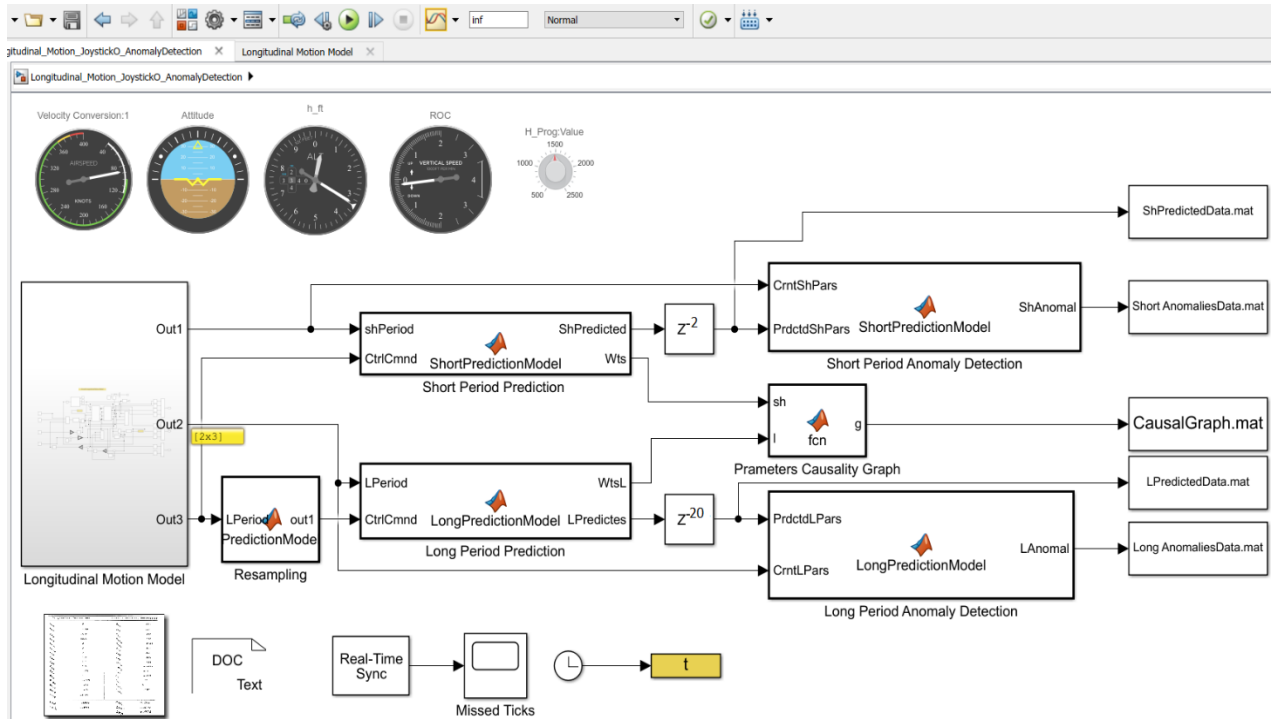 inf
Normal
gitudinal_Motion_JoystickO_AnomalyDetection
Longitudinal Motion Model
Longitudinal_Motion_JoystickO_AnomalyDetection
Velocity Conversion:1
Attitude
h_ft
ROC
H_Prog:Value
AIRSPEED
KNOTS
ALT
VERTICAL SPEED
500
1000
1500
2000
2500
ShPredictedData.mat
CrntShPars
PrdctdShPars
ShortPredictionModel
ShAnomal
Short AnomaliesData.mat
Short Period Anomaly Detection
Out1
Out2
Out3
[2x3]
Longitudinal Motion Model
shPeriod
CtrlCmnd
ShortPredictionModel
ShPredicted
Wts
Short Period Prediction
Z-2
sh
l
fcn
g
Prameters Causality Graph
CausalGraph.mat
LPeriod
out1
PredictionMode
Resampling
LPeriod
CtrlCmnd
LongPredictionModel
WtsL
LPredictes
Long Period Prediction
Z-20
LPredictedData.mat
PrdctdLPars
CrntLPars
LongPredictionModel
LAnomal
Long AnomaliesData.mat
Long Period Anomaly Detection
DOC
Text
Real-Time
Sync
Missed Ticks
t